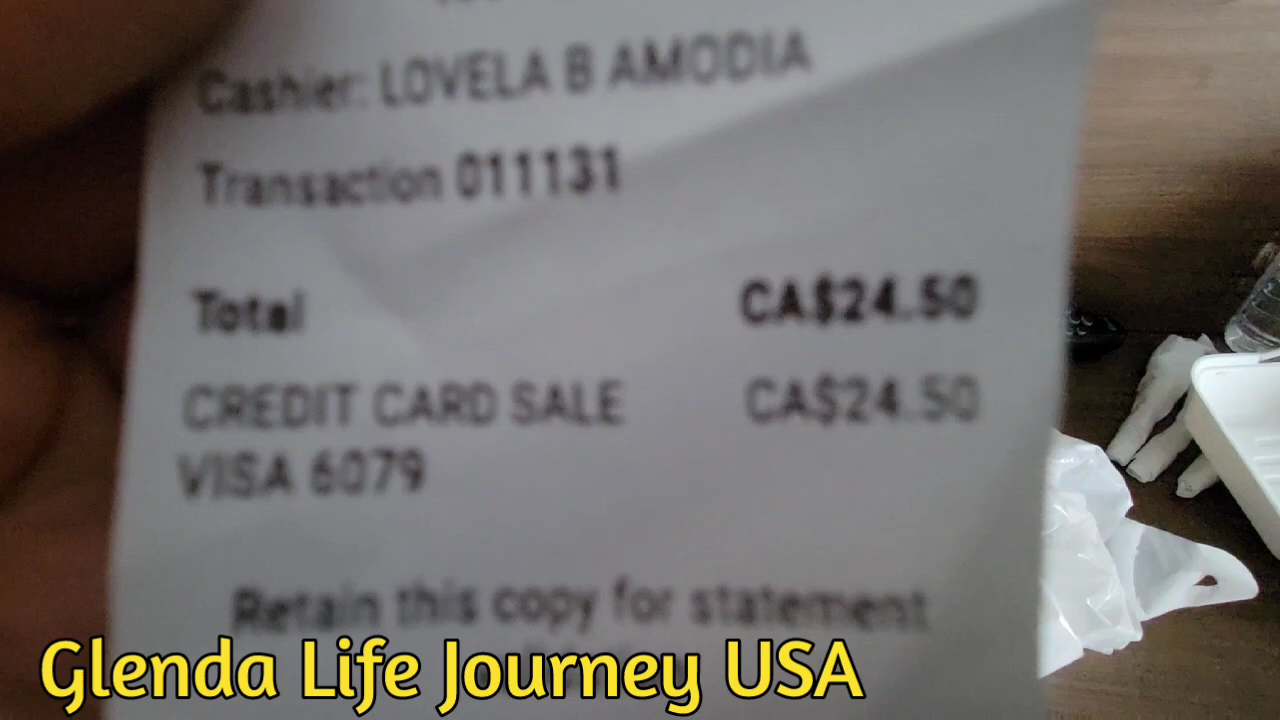 Cashier: LOVELA B AMODIA
Transaction 011131
Total CA$24.50
CREDIT CARD SALE CA$24.50
VISA 6079
Retain this copy for statement
Glenda Life Journey USA